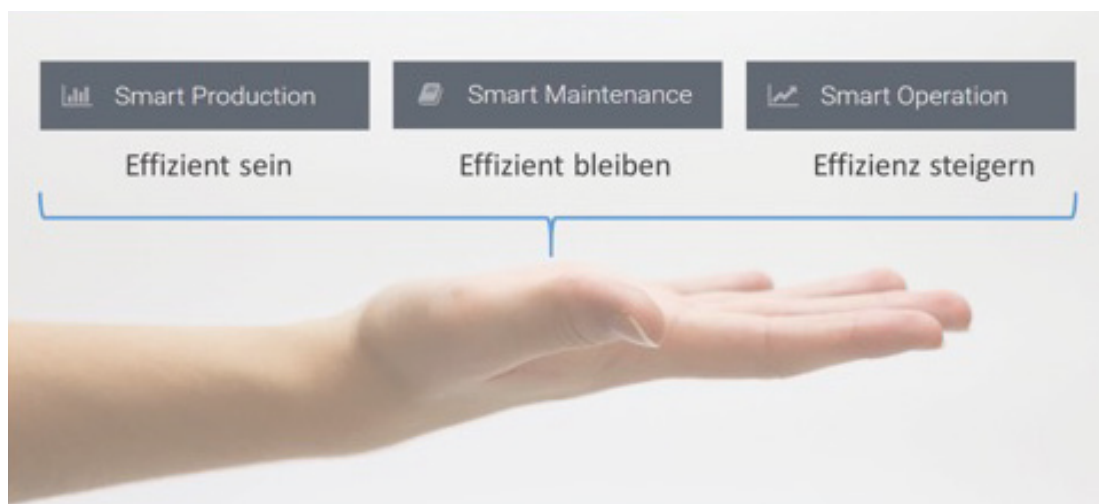 Smart Production
Smart Maintenance
Smart Operation
Effizient sein
Effizient bleiben
Effizienz steigern